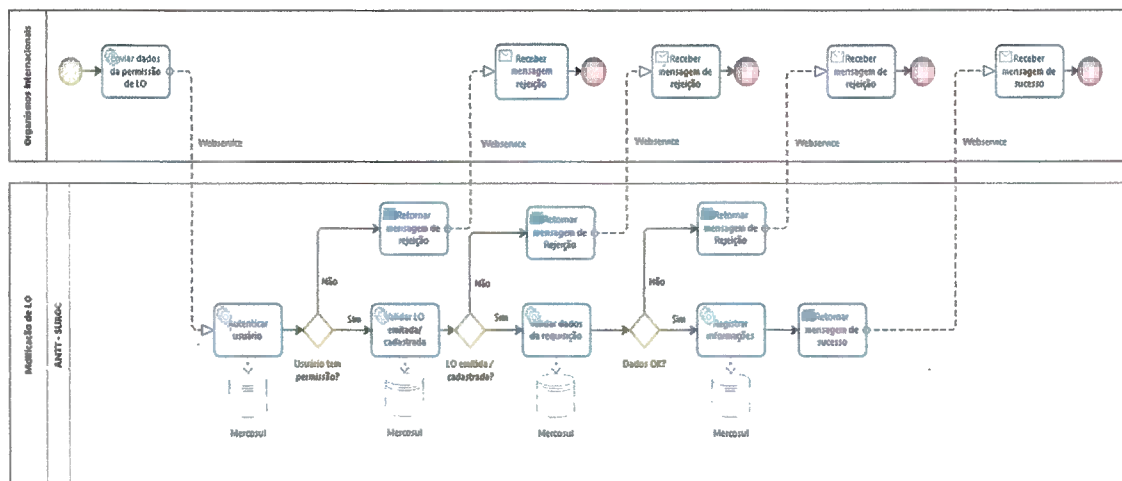 Organismos Internacionais
Enviar dados
da permissão
de LO
Receber
mensagem
rejeição
Receber
mensagem de
rejeição
Receber
mensagem de
rejeição
Receber
mensagem de
sucesso
Webservice
Webservice
Webservice
Webservice
Webservice
Notificação de LO
ANTT - SUROC
Retornar
mensagem de
rejeição
Retornar
mensagem de
Rejeição
Retornar
mensagem de
Rejeição
Não
Não
Não
Autenticar
usuário
Sim
Validar LO
emitada/
cadastrada
Sim
Validar dados
da requisição
Sim
Registrar
informações
Retornar
mensagem de
sucesso
Usuário tem
permissão?
LO emitida /
cadastrada?
Dados OK?
Mercosul
Mercosul
Mercosul
Mercosul